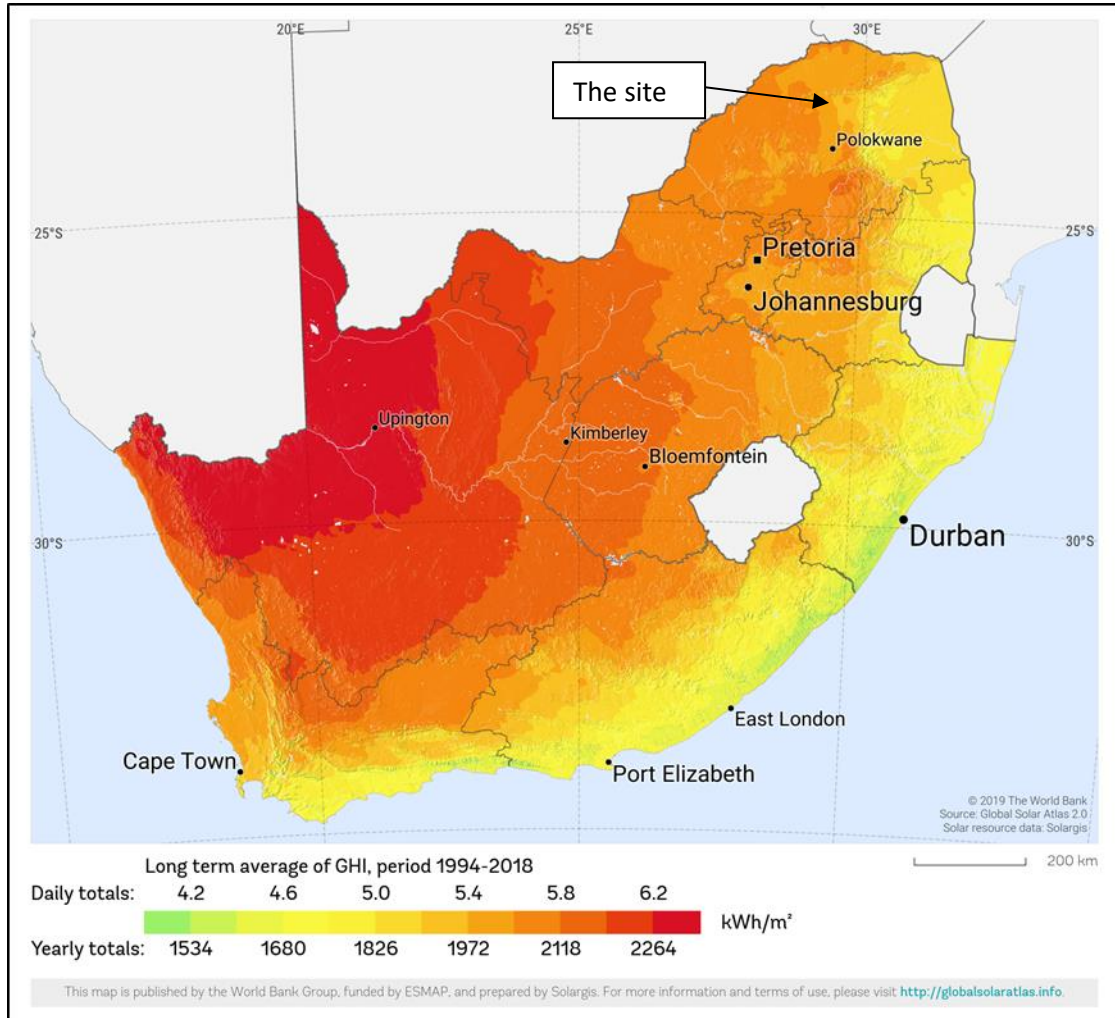 20°E 25°E 30°E
The site
Polokwane
25°S 25°S
Pretoria
Johannesburg
Upington
Kimberley
Bloemfontein
30°S Durban 30°S
East London
Cape Town
Port Elizabeth
© 2019 The World Bank
Source: Global Solar Atlas 2.0
Solar resource data: Solargis
Long term average of GHI, period 1994-2018
200 km
Daily totals: 4.2 4.6 5.0 5.4 5.8 6.2
kWh/m²
Yearly totals: 1534 1680 1826 1972 2118 2264
This map is published by the World Bank Group, funded by ESMAP, and prepared by Solargis. For more information and terms of use, please visit http://globalsolaratlas.info.